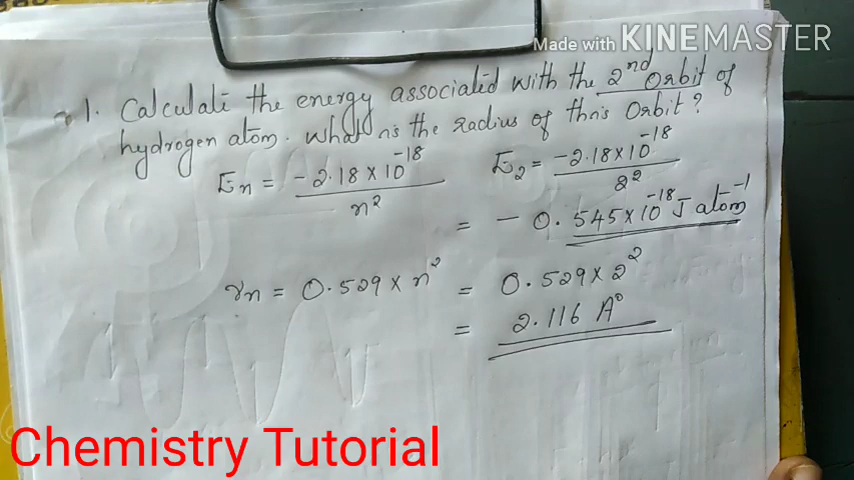 Made with KINEMASTER
1. Calculate the energy associated with the 2nd Orbit of
hydrogen atom. What is the radius of this Orbit?
En = -2.18 × 10^-18 / n^2   E2 = -2.18 × 10^-18 / 2^2
= - 0.545 × 10^-18 J atom^-1
rn = 0.529 × n^2 = 0.529 × 2^2
= 2.116 A°
Chemistry Tutorial